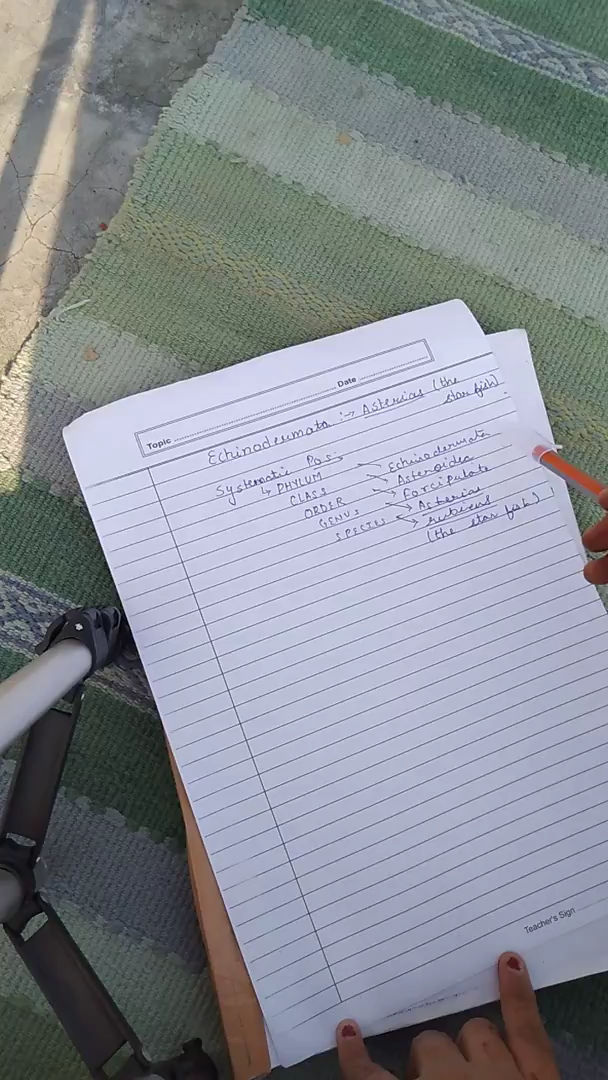 Topic ........ Date ........
Echinodermata :→ Asterias (the
star fish)
Systematic Pos :-
↳ PHYLUM → Echinodermata
CLASS → Asteroidea
ORDER → Forcipulata
GENUS → Asterias
SPECIES → rubens
(the star fish) !
Teacher's Sign